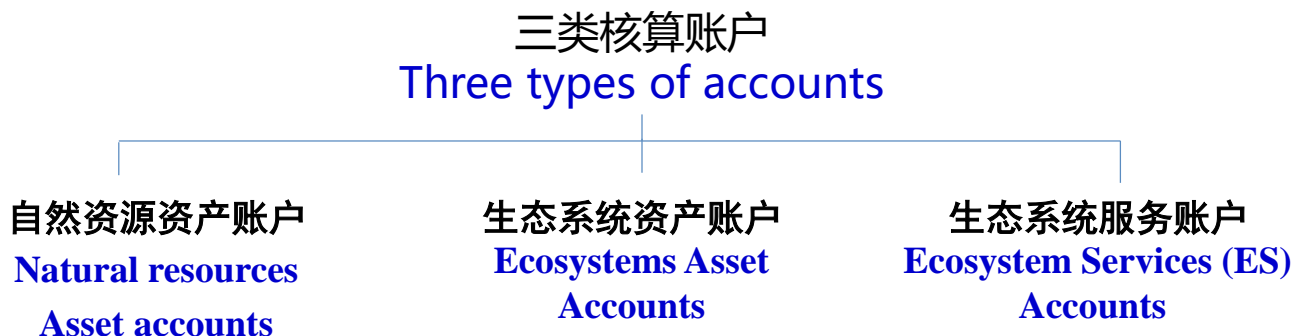 三类核算账户
Three types of accounts
自然资源资产账户
Natural resources
Asset accounts
生态系统资产账户
Ecosystems Asset
Accounts
生态系统服务账户
Ecosystem Services (ES)
Accounts